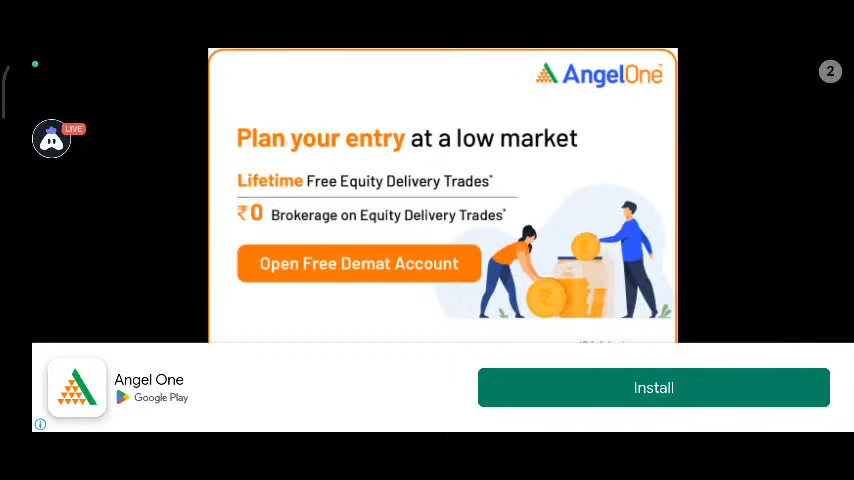 AngelOne™
2
LIVE
Plan your entry at a low market
Lifetime Free Equity Delivery Trades*
₹0 Brokerage on Equity Delivery Trades*
Open Free Demat Account
Angel One
Google Play
Install